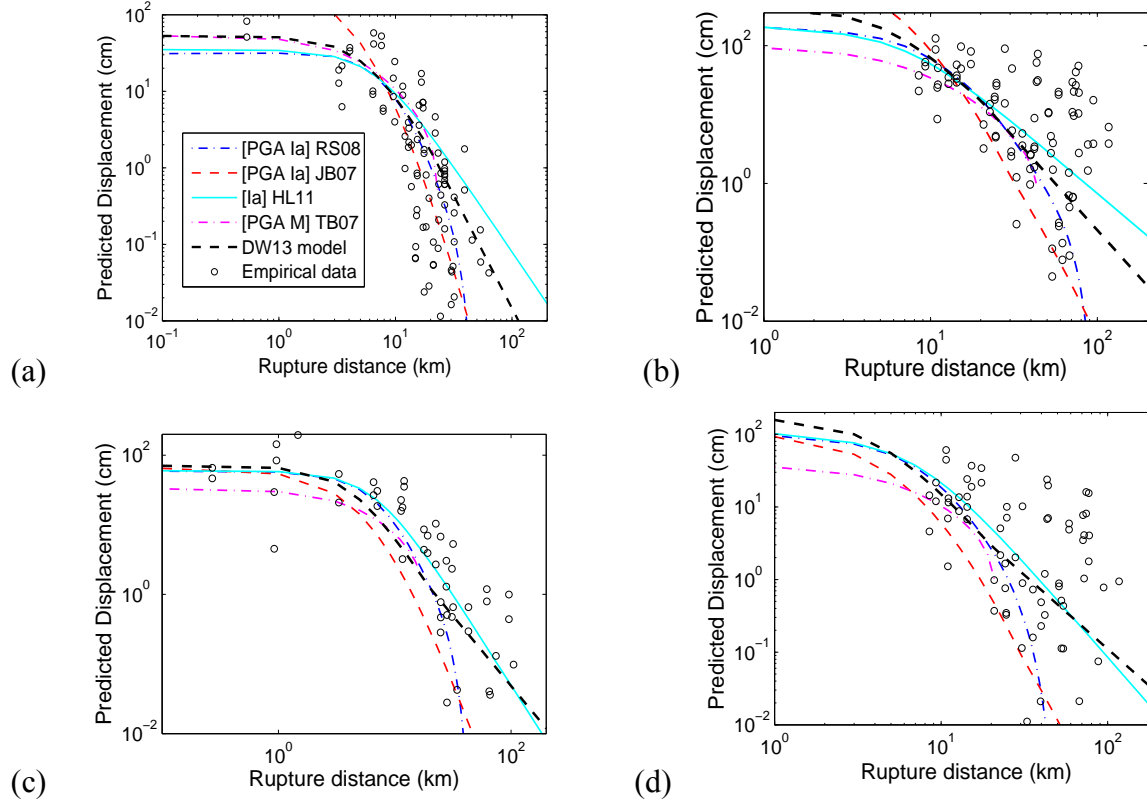 10^2
10^1
10^0
10^-1
10^-2
Predicted Displacement (cm)
[PGA Ia] RS08
[PGA Ia] JB07
[Ia] HL11
[PGA M] TB07
DW13 model
Empirical data
10^-1
10^0
10^1
10^2
Rupture distance (km)
(a)
10^2
10^0
10^-2
Predicted Displacement (cm)
10^0
10^1
10^2
Rupture distance (km)
(b)
10^2
10^0
10^-2
Predicted Displacement (cm)
10^0
10^2
Rupture distance (km)
(c)
10^2
10^1
10^0
10^-1
10^-2
Predicted Displacement (cm)
10^0
10^1
10^2
Rupture distance (km)
(d)